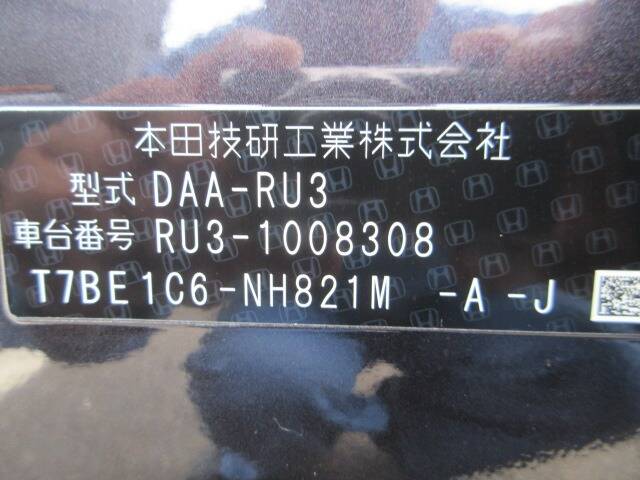 本田技研工業株式会社
型式 DAA-RU3
車台番号 RU3-1008308
T7BE1C6-NH821M -A -J